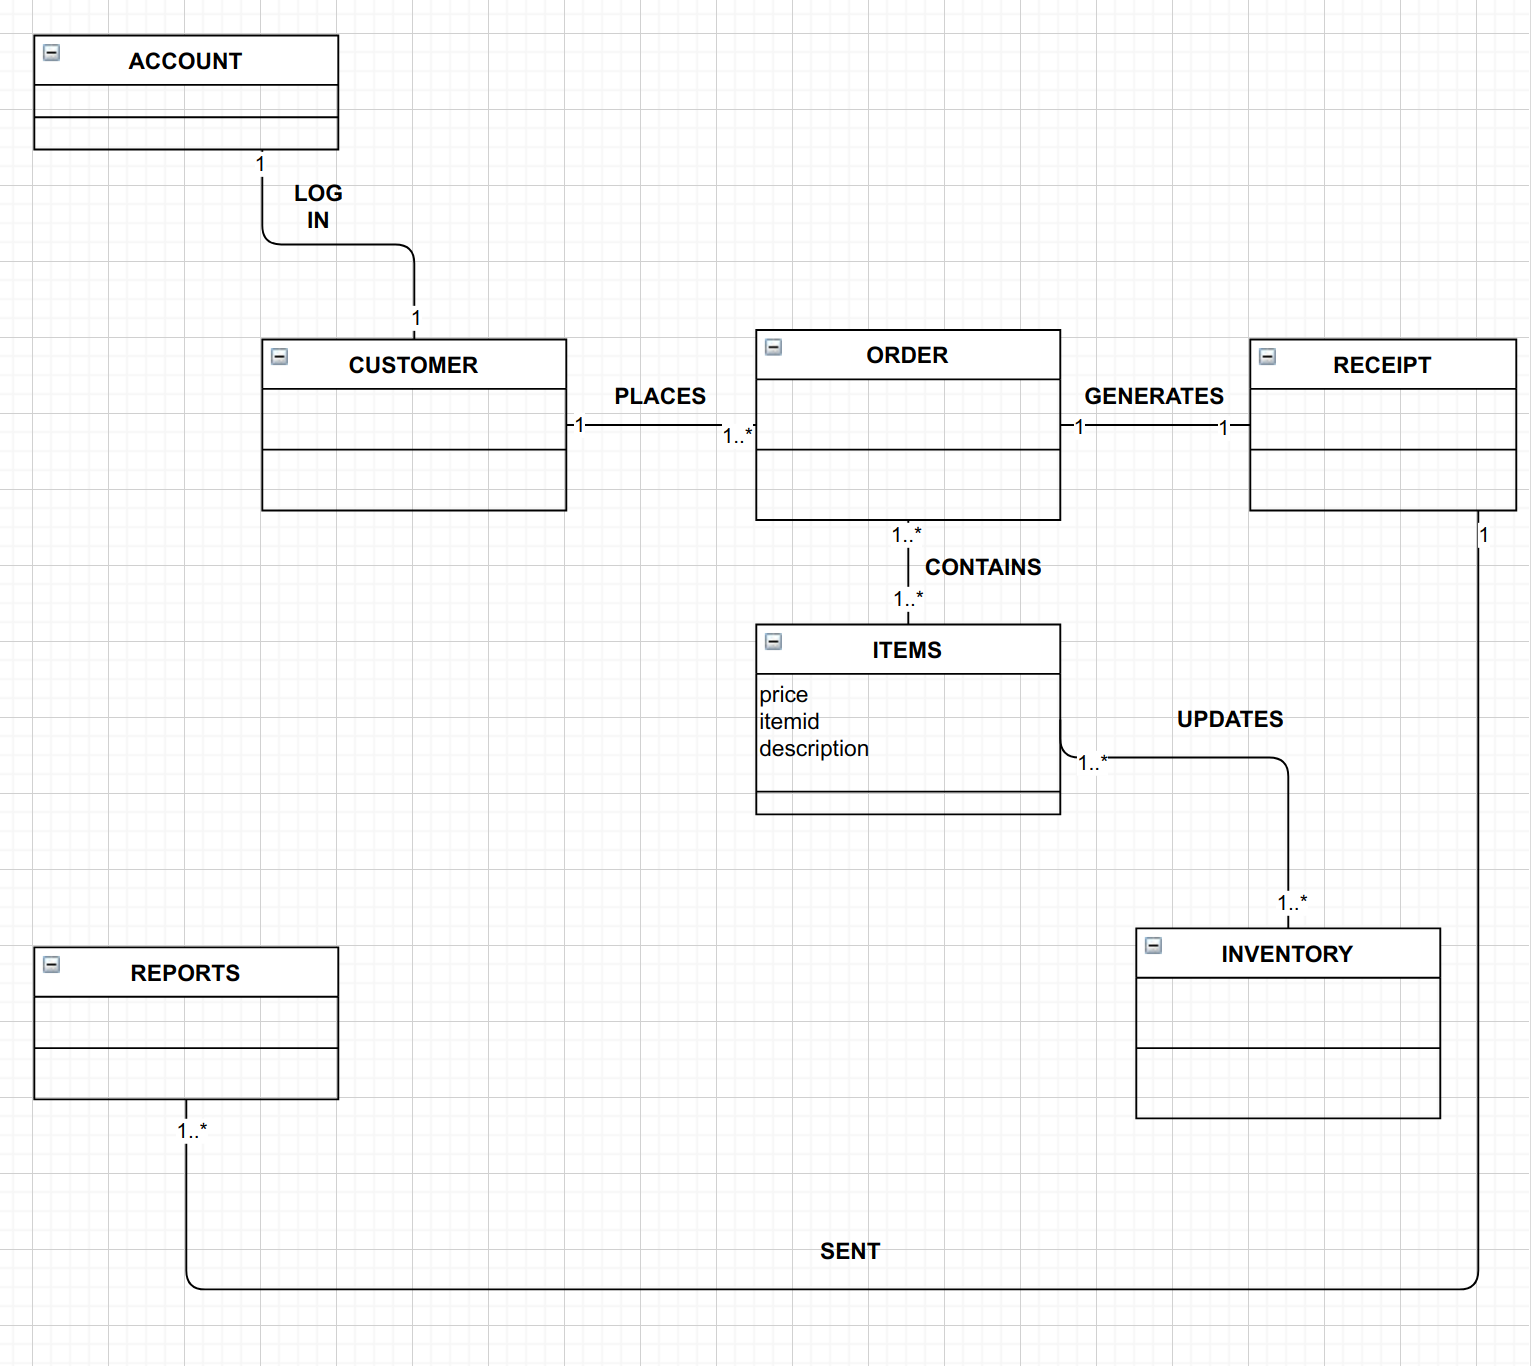 ACCOUNT
1
LOG
IN
1
CUSTOMER
PLACES
1
1..*
ORDER
GENERATES
1
1
RECEIPT
1
1..*
CONTAINS
1..*
ITEMS
price
itemid
description
UPDATES
1..*
1..*
INVENTORY
REPORTS
1..*
SENT